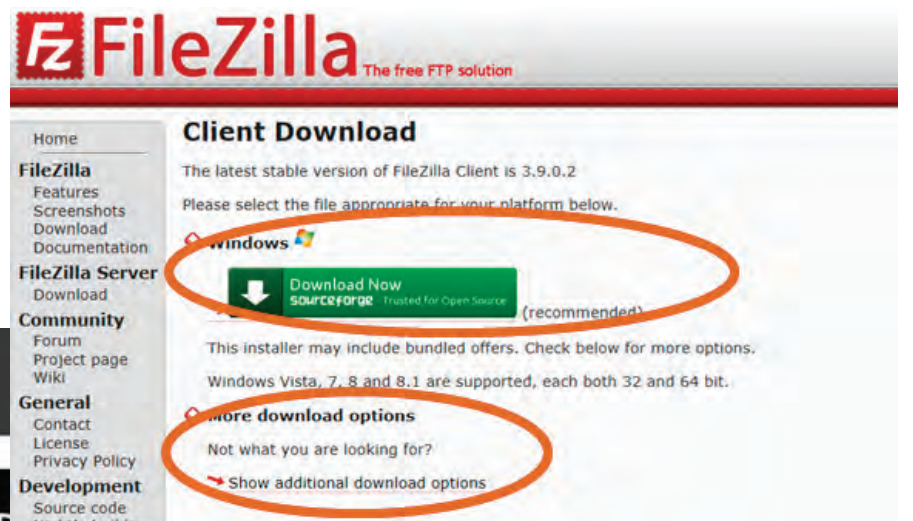 Fz FileZilla The free FTP solution
Home
FileZilla
Features
Screenshots
Download
Documentation
FileZilla Server
Download
Community
Forum
Project page
Wiki
General
Contact
License
Privacy Policy
Development
Source code
Client Download
The latest stable version of FileZilla Client is 3.9.0.2
Please select the file appropriate for your platform below.
Windows
Download Now
sourceforge Trusted for Open Source
(recommended)
This installer may include bundled offers. Check below for more options.
Windows Vista, 7, 8 and 8.1 are supported, each both 32 and 64 bit.
More download options
Not what you are looking for?
Show additional download options